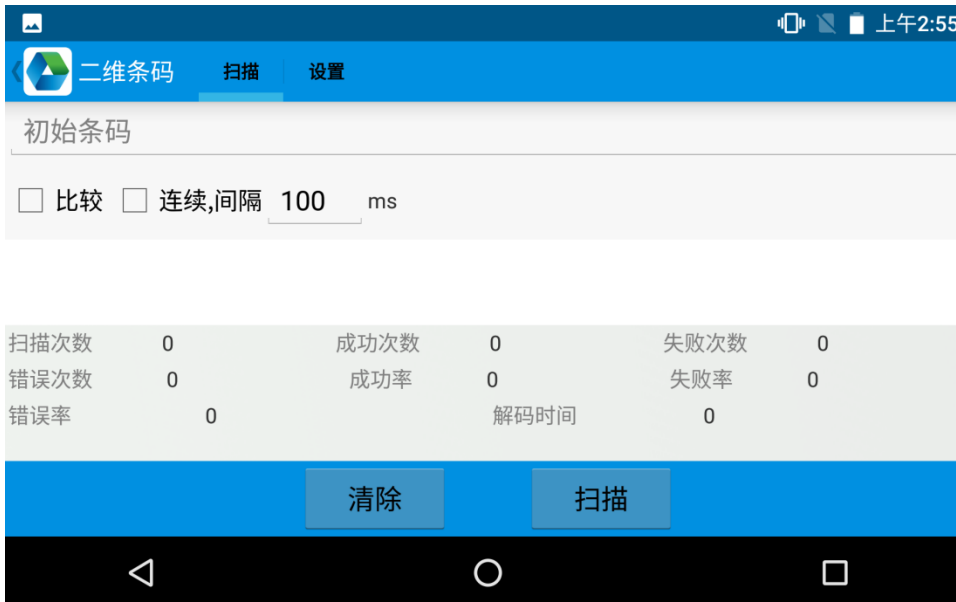 上午2:55
二维条码 扫描 设置
初始条码
比较 连续,间隔 100 ms
扫描次数 0 成功次数 0 失败次数 0
错误次数 0 成功率 0 失败率 0
错误率 0 解码时间 0
清除 扫描